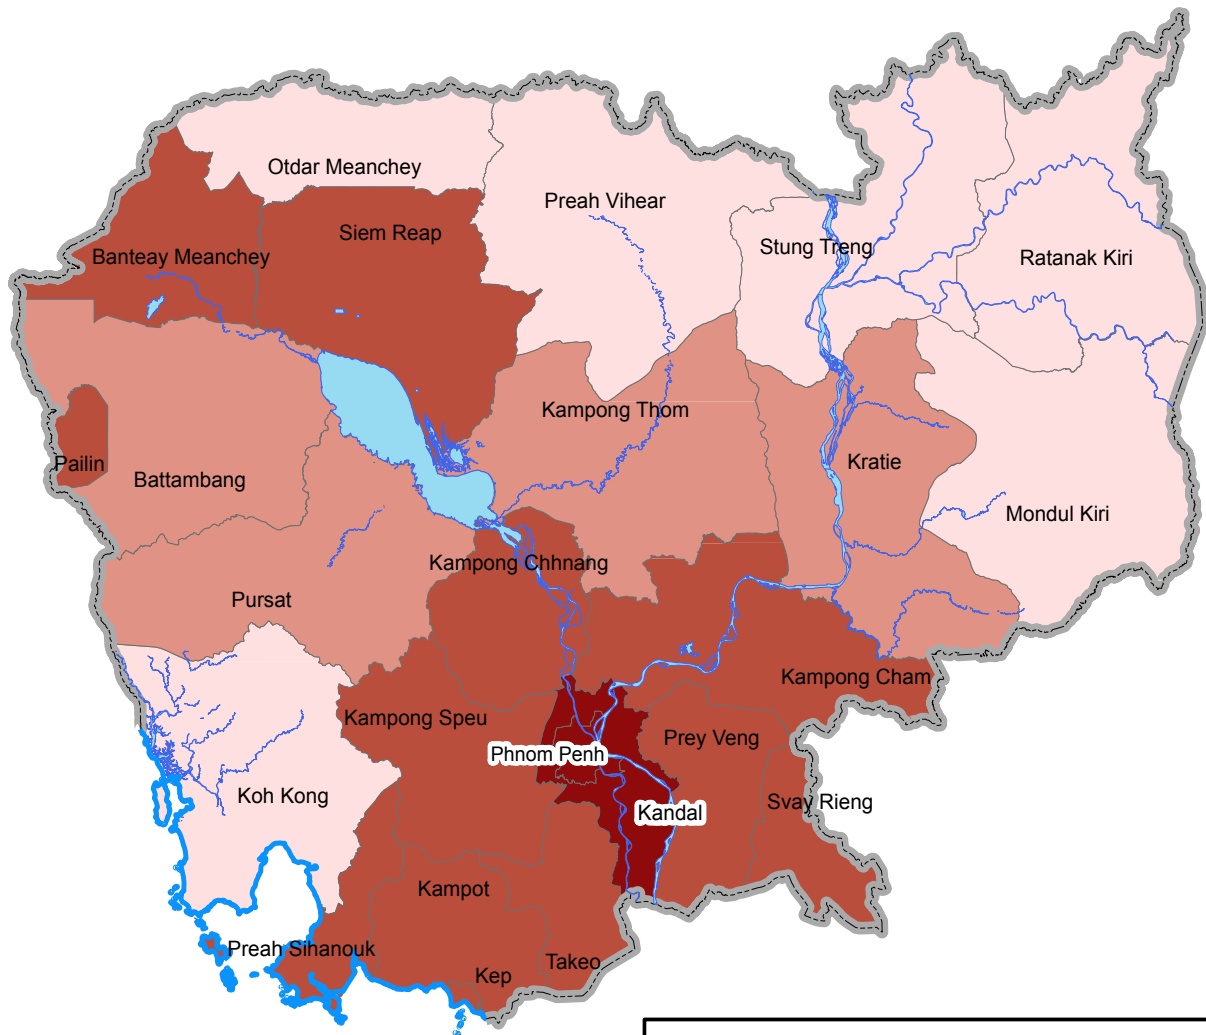 Otdar Meanchey
Preah Vihear
Siem Reap
Stung Treng
Banteay Meanchey
Ratanak Kiri
Kampong Thom
Pailin
Kratie
Battambang
Mondul Kiri
Kampong Chhnang
Pursat
Kampong Cham
Kampong Speu
Prey Veng
Phnom Penh
Koh Kong
Svay Rieng
Kandal
Kampot
Preah Sihanouk
Takeo
Kep